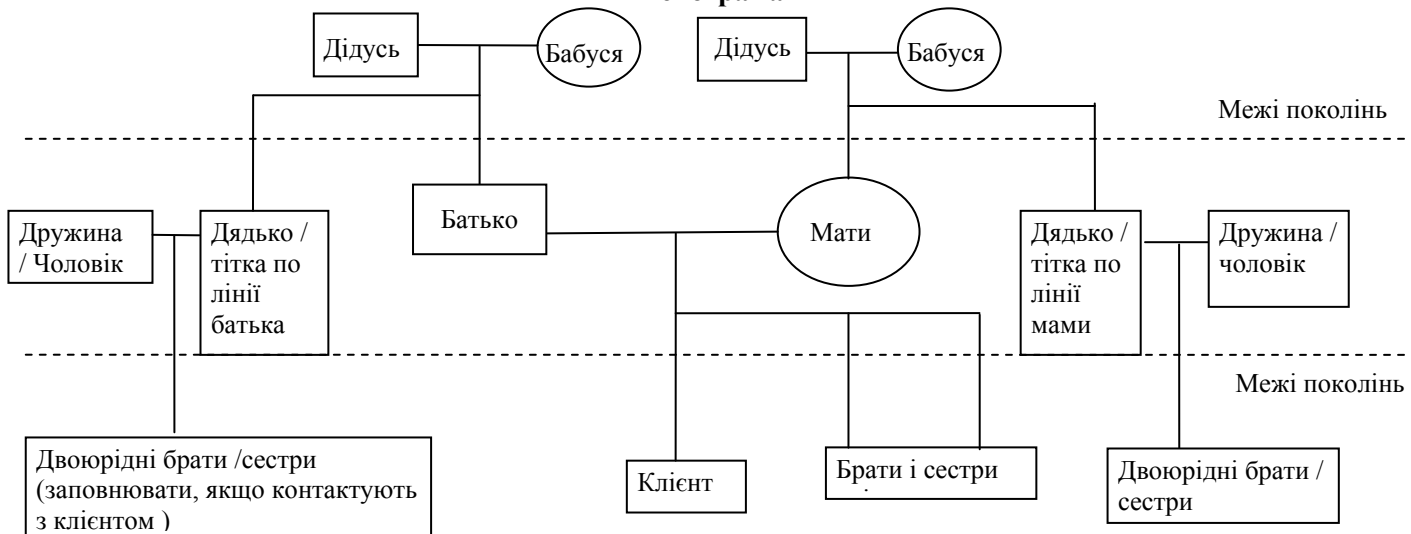 Дідусь
Бабуся
Дідусь
Бабуся
Межі поколінь
Дружина
/ Чоловік
Дядько /
тітка по
лінії
батька
Батько
Мати
Дядько /
тітка по
лінії
мами
Дружина /
чоловік
Межі поколінь
Двоюрідні брати /сестри
(заповнювати, якщо контактують
з клієнтом )
Клієнт
Брати і сестри
Двоюрідні брати /
сестри